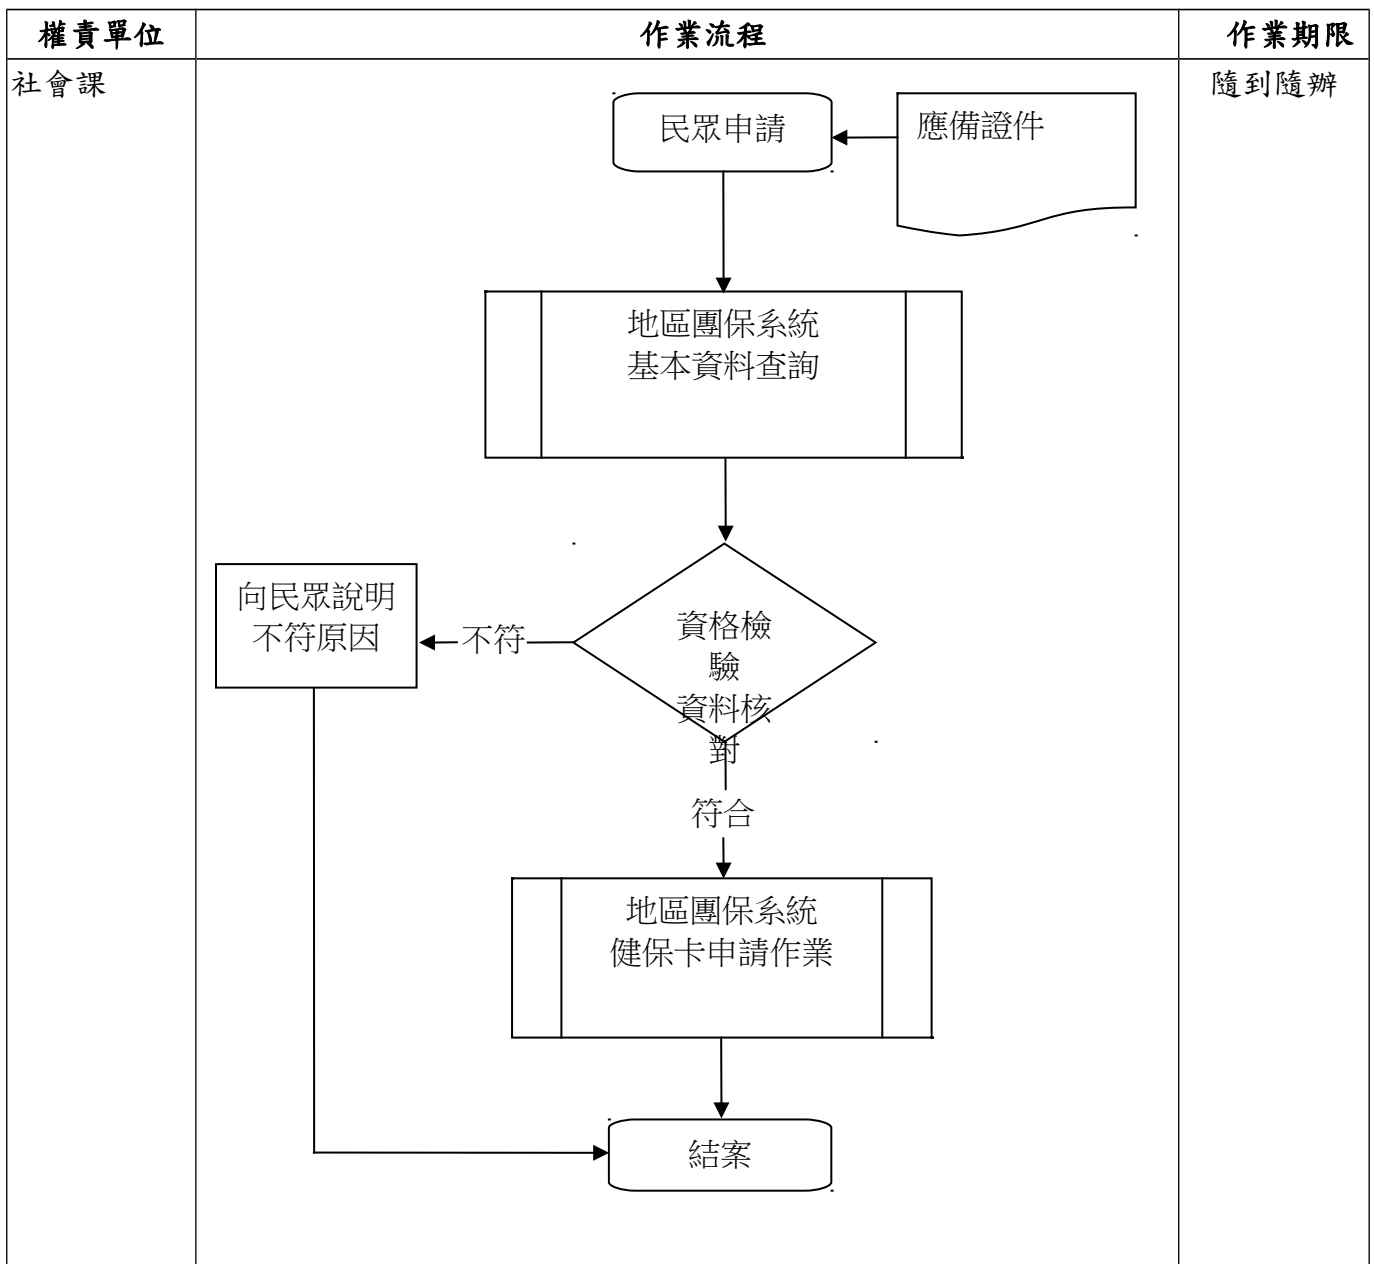 權責單位
作業流程
作業期限
社會課
隨到隨辦
民眾申請
應備證件
地區團保系統
基本資料查詢
向民眾說明
不符原因
不符
資格檢
驗
資料核
對
符合
地區團保系統
健保卡申請作業
結案